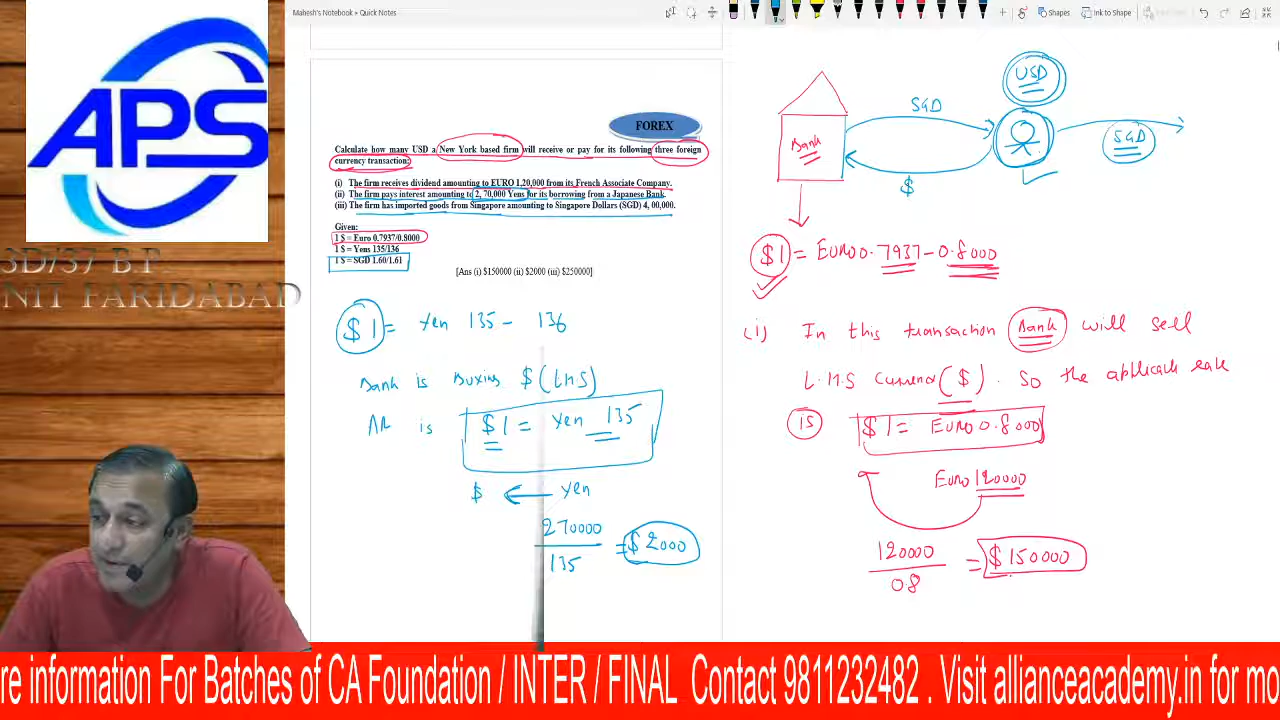 Mahesh's Notebook » Quick Notes
Shapes
Ink to Shape
APS
3D/37 B.P.
NIT FARIDABAD
FOREX
Calculate how many USD a New York based firm will receive or pay for its following three foreign
currency transaction:
(i) The firm receives dividend amounting to EURO 1,20,000 from its French Associate Company.
(ii) The firm pays interest amounting to 2, 70,000 Yens for its borrowing from a Japanese Bank.
(iii) The firm has imported goods from Singapore amounting to Singapore Dollars (SGD) 4, 00,000.
Given:
1 $ = Euro 0.7937/0.8000
1 $ = Yens 135/136
1 $ = SGD 1.60/1.61
[Ans (i) $150000 (ii) $2000 (iii) $250000]
$1 = Yen 135 - 136
Bank is Buying $ (LHS)
AR is $1 = Yen 135
$ ← Yen
270000
135
= $2000
USD
SGD
Bank
SGD
$
$1 = EURO 0.7937 - 0.8000
(i) In this transaction Bank will sell
L.H.S currency ($). So the applicable rate
is $1 = EURO 0.8000
Euro 120000
120000
0.8
= $150000
re information For Batches of CA Foundation / INTER / FINAL Contact 9811232482 . Visit allianceacademy.in for mo